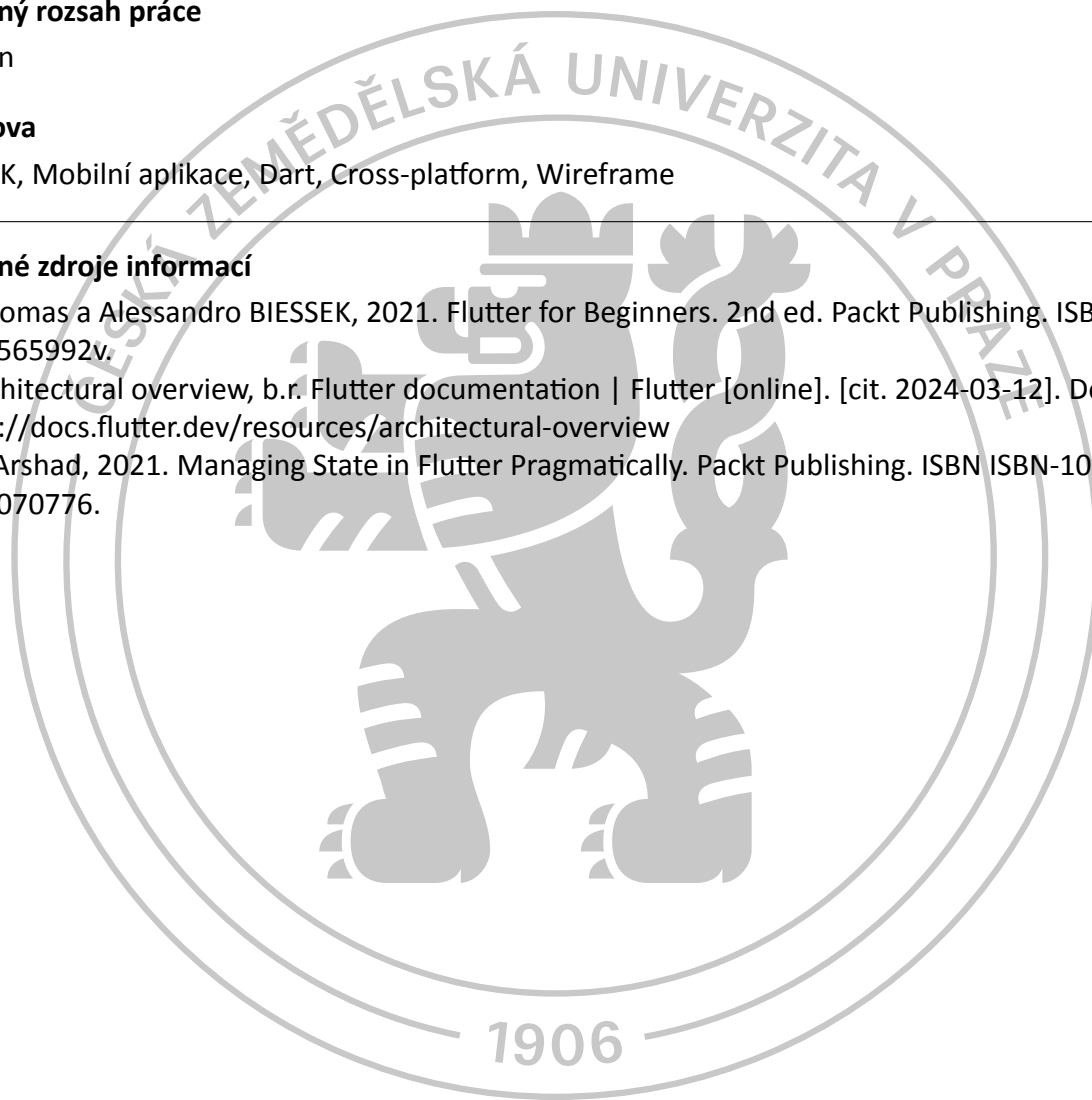 ný rozsah práce
n
ova
K, Mobilní aplikace, Dart, Cross-platform, Wireframe
né zdroje informací
omas a Alessandro BIESSEK, 2021. Flutter for Beginners. 2nd ed. Packt Publishing. ISB
565992v.
hitectural overview, b.r. Flutter documentation | Flutter [online]. [cit. 2024-03-12]. Do
://docs.flutter.dev/resources/architectural-overview
Arshad, 2021. Managing State in Flutter Pragmatically. Packt Publishing. ISBN ISBN-10
070776.
ČESKÁ ZEMĚDĚLSKÁ UNIVERZITA V PRAZE
1906